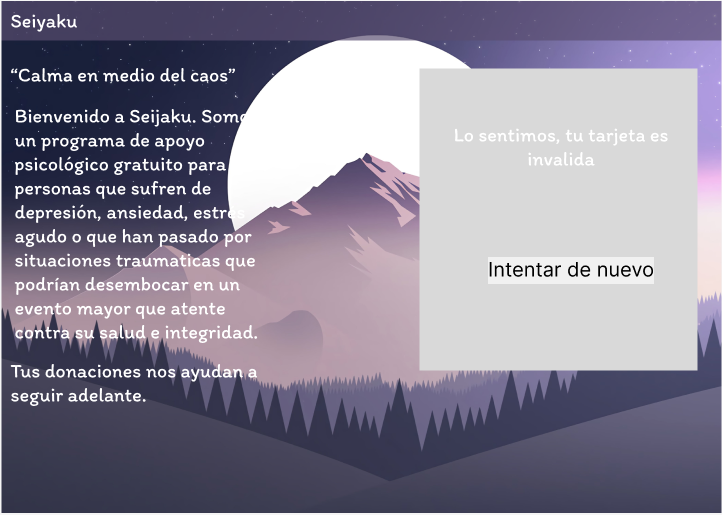 Seiyaku
“Calma en medio del caos”
Bienvenido a Seijaku. Somo
un programa de apoyo
psicológico gratuito para
personas que sufren de
depresión, ansiedad, estrés
agudo o que han pasado por
situaciones traumaticas que
podrían desembocar en un
evento mayor que atente
contra su salud e integridad.
Tus donaciones nos ayudan a
seguir adelante.
Lo sentimos, tu tarjeta es
invalida
Intentar de nuevo